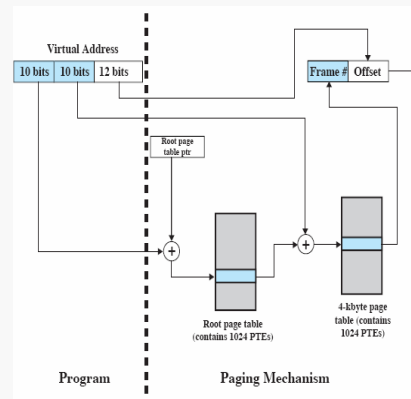 Virtual Address
10 bits 10 bits 12 bits
Frame # Offset
Root page
table ptr
Root page table
(contains 1024 PTEs)
4-kbyte page
table (contains
1024 PTEs)
Program
Paging Mechanism